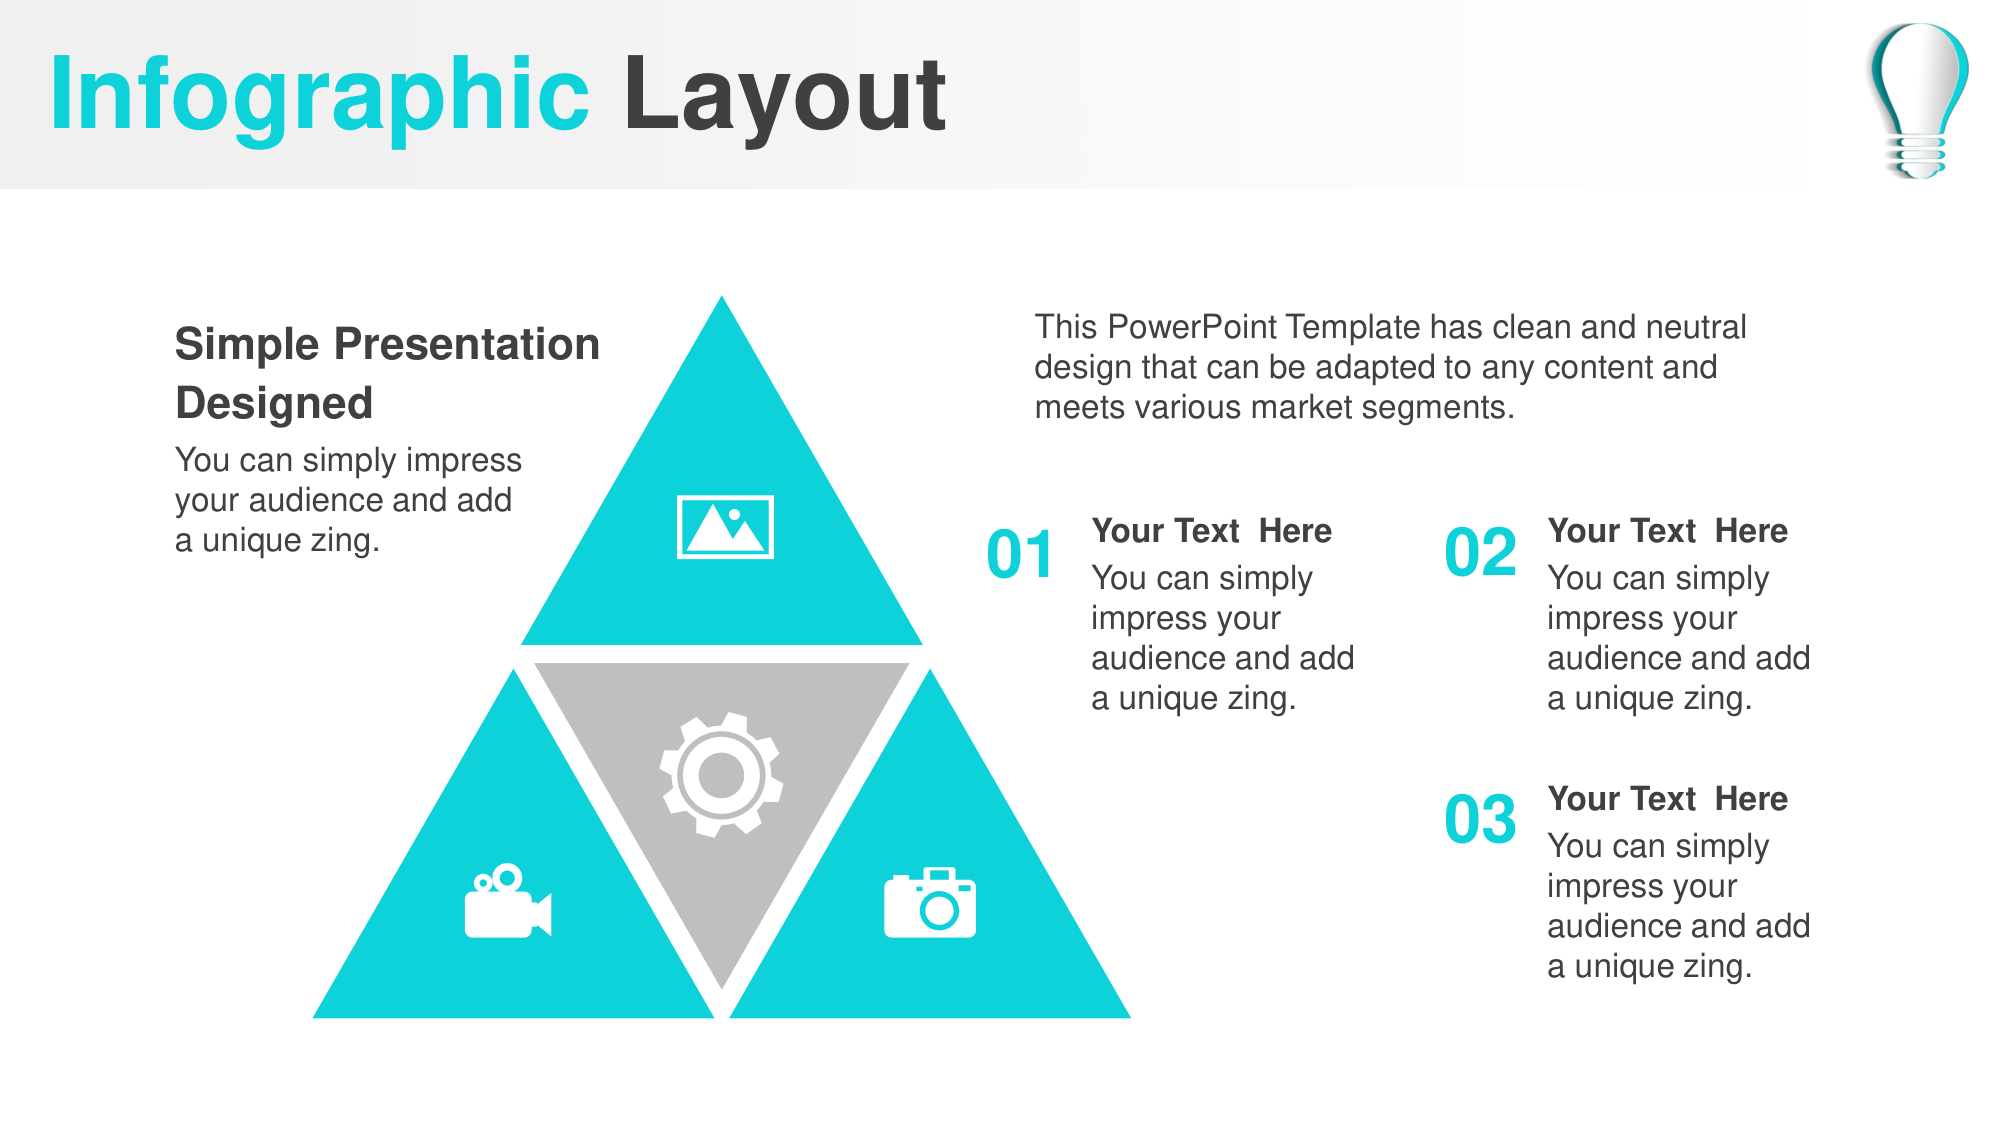 Infographic Layout
Simple Presentation
Designed
You can simply impress
your audience and add
a unique zing.
This PowerPoint Template has clean and neutral
design that can be adapted to any content and
meets various market segments.
01
Your Text  Here
You can simply
impress your
audience and add
a unique zing.
02
Your Text  Here
You can simply
impress your
audience and add
a unique zing.
03
Your Text  Here
You can simply
impress your
audience and add
a unique zing.